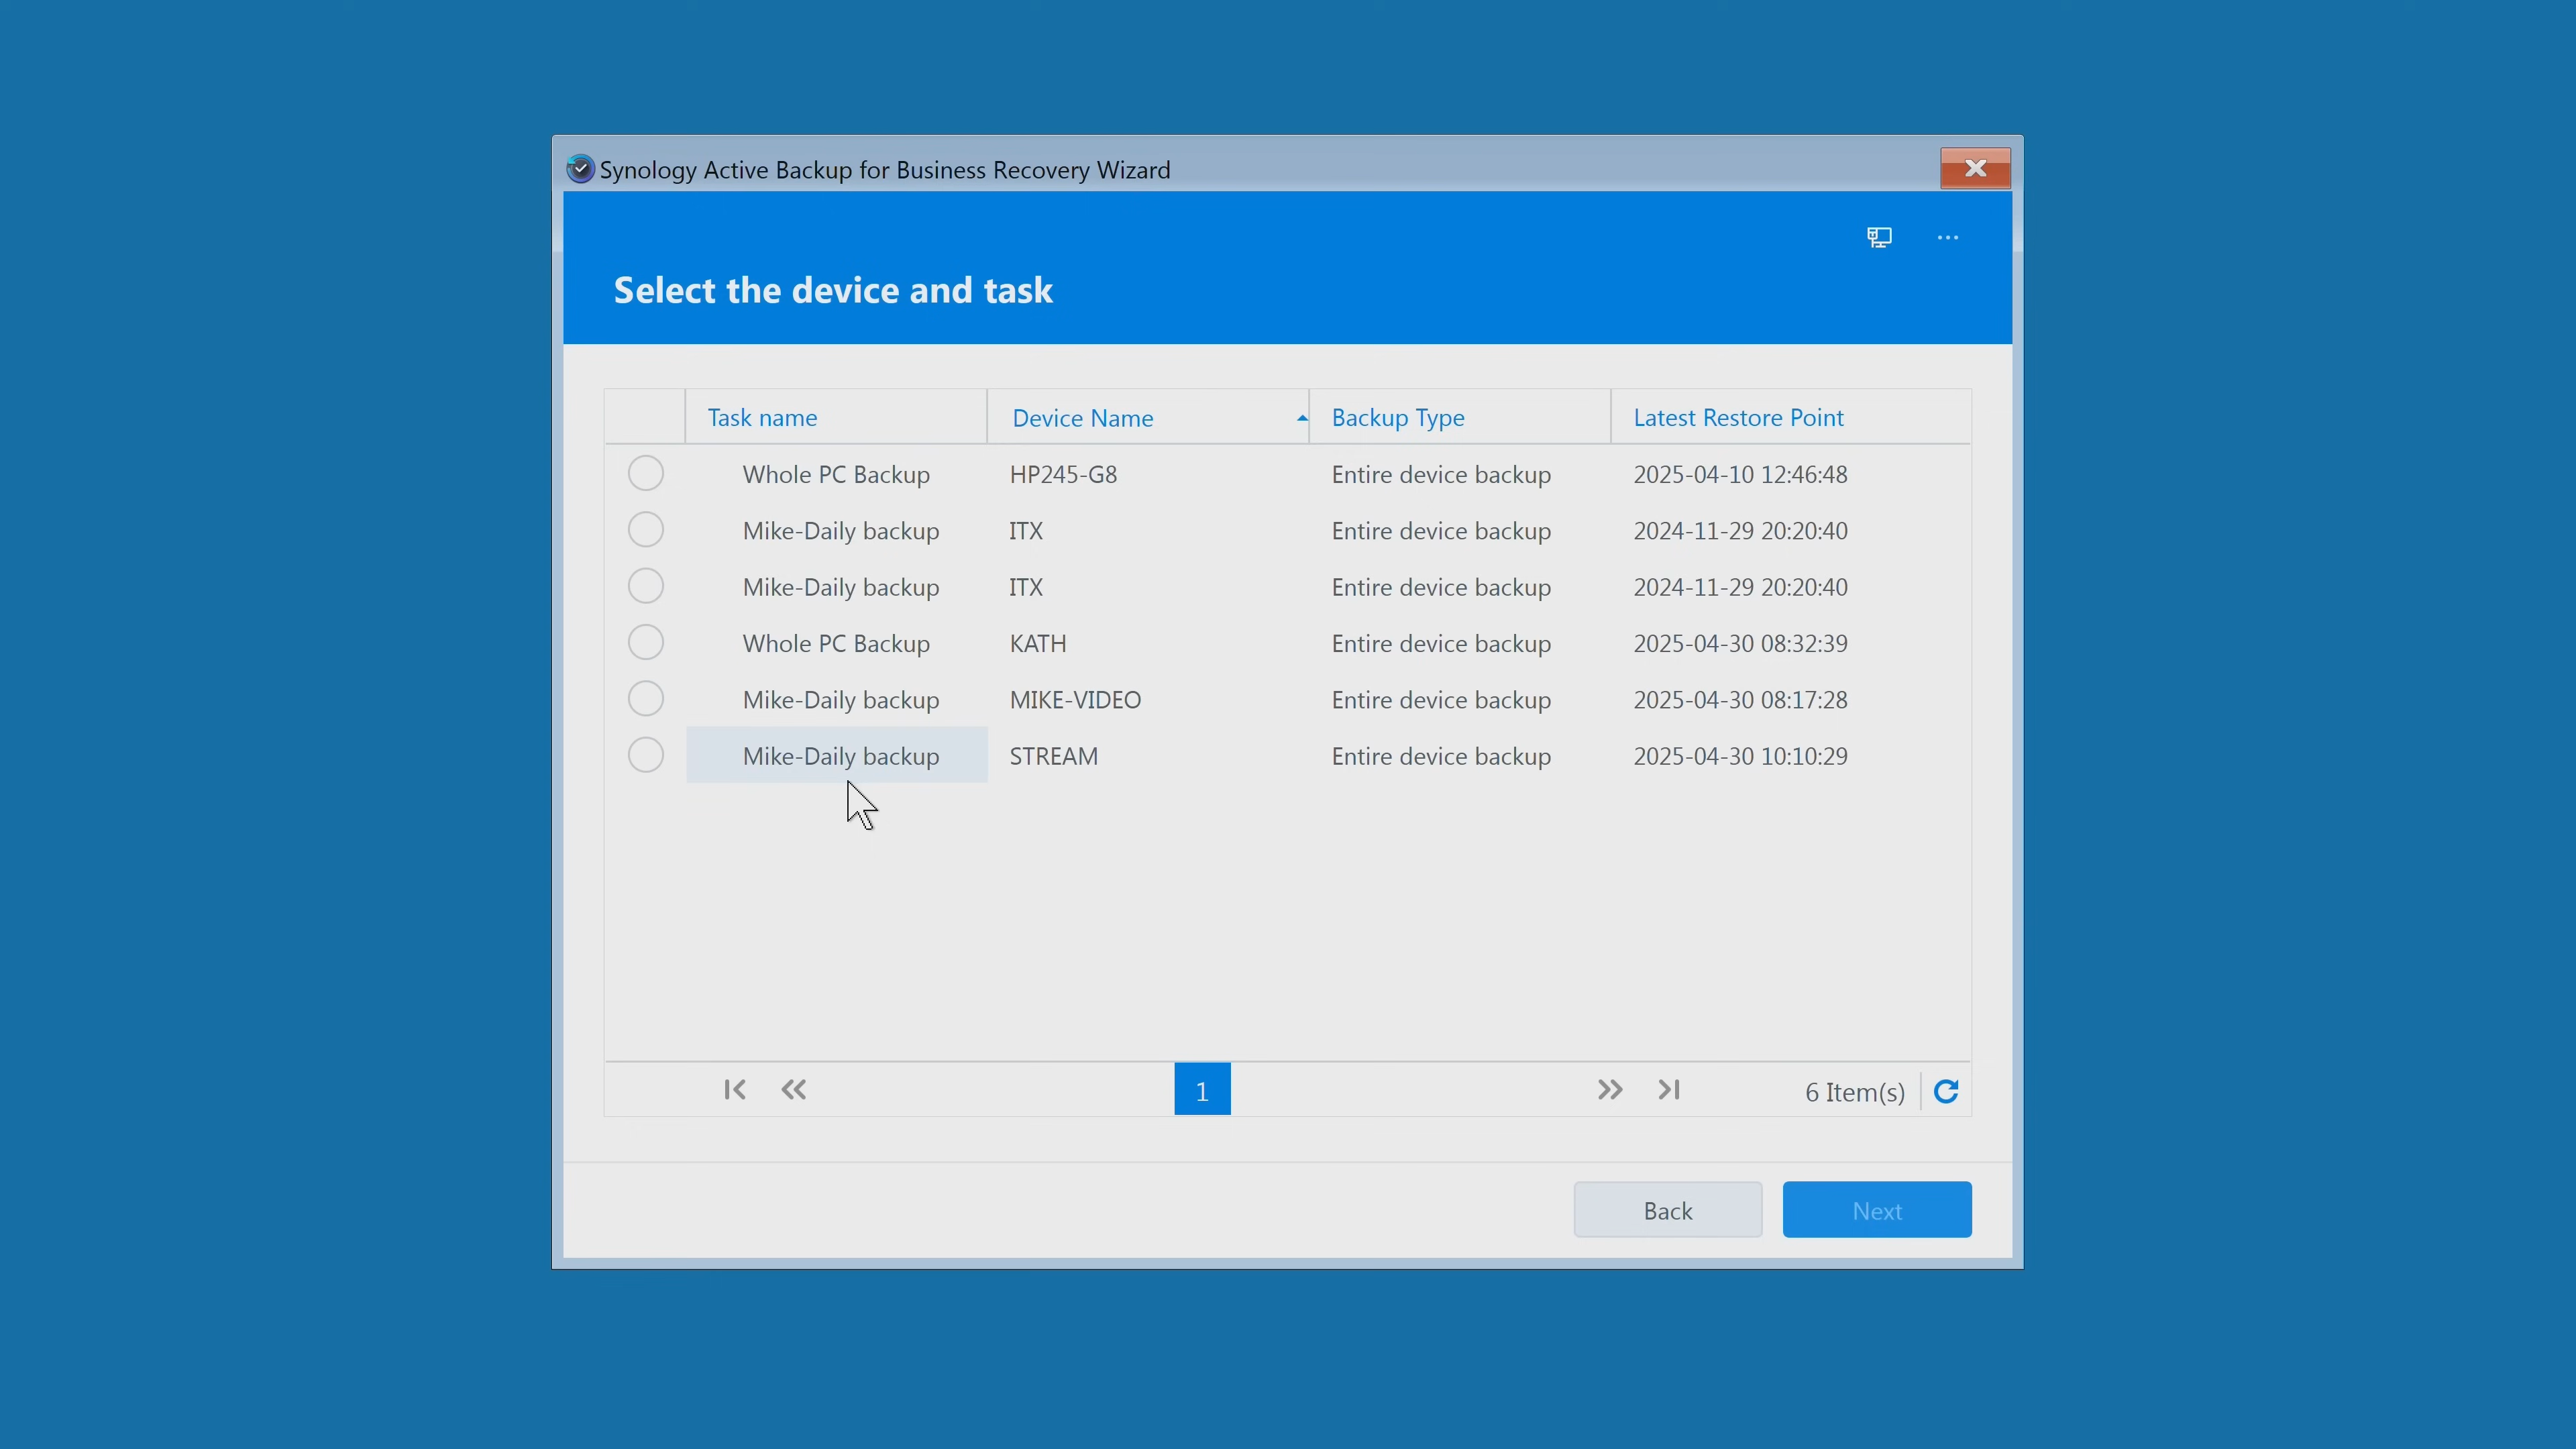 Synology Active Backup for Business Recovery Wizard
Select the device and task
Task name Device Name Backup Type Latest Restore Point
Whole PC Backup HP245-G8 Entire device backup 2025-04-10 12:46:48
Mike-Daily backup ITX Entire device backup 2024-11-29 20:20:40
Mike-Daily backup ITX Entire device backup 2024-11-29 20:20:40
Whole PC Backup KATH Entire device backup 2025-04-30 08:32:39
Mike-Daily backup MIKE-VIDEO Entire device backup 2025-04-30 08:17:28
Mike-Daily backup STREAM Entire device backup 2025-04-30 10:10:29
1 6 Item(s)
Back Next